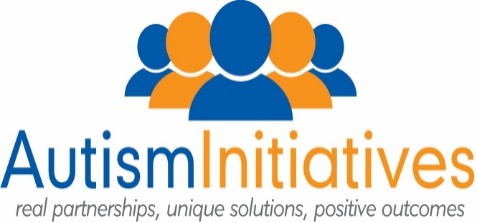 AutismInitiatives
real partnerships, unique solutions, positive outcomes